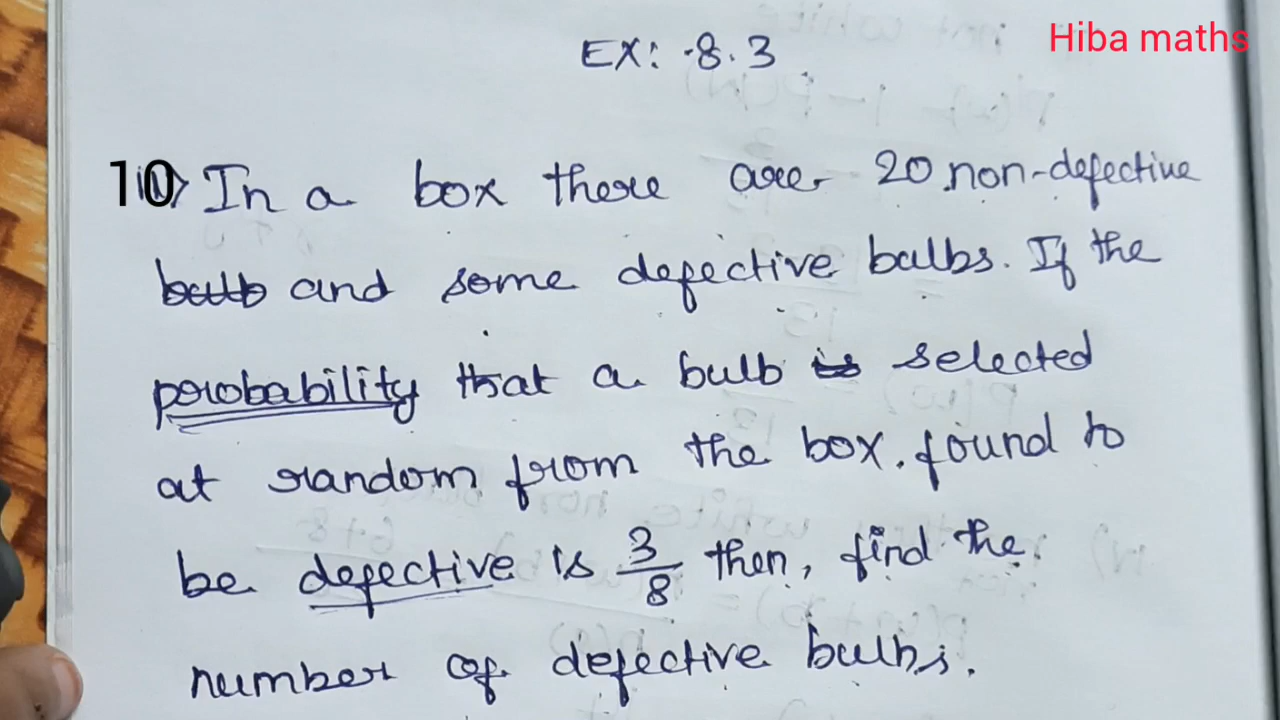 Hiba maths
EX: 8.3
10 In a box there are 20 non-defective
bulb and some defective bulbs. If the
probability that a bulb is selected
at random from the box found to
be defective is 3/8 then, find the
number of defective bulbs.